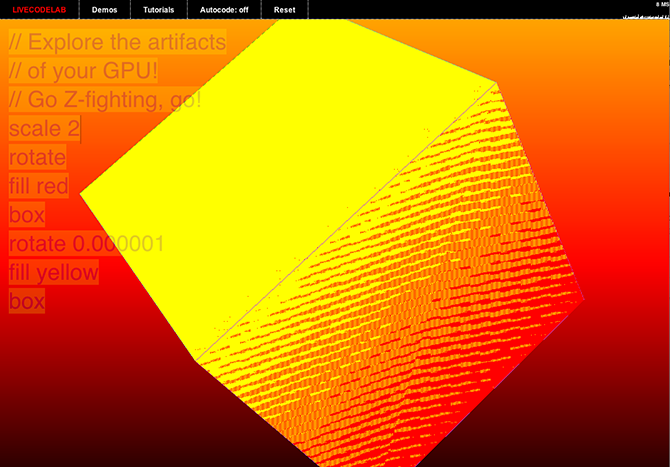 LIVECODELAB Demos Tutorials Autocode: off Reset 8 MS
// Explore the artifacts
// of your GPU!
// Go Z-fighting, go!
scale 2
rotate
fill red
box
rotate 0.000001
fill yellow
box